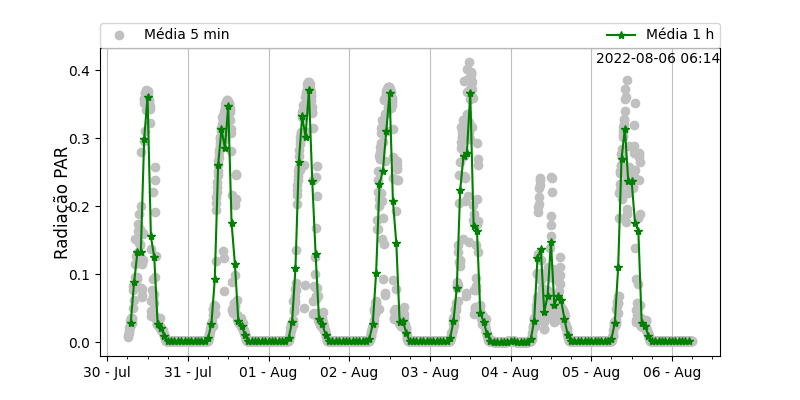 Média 5 min
Média 1 h
2022-08-06 06:14
Radiação PAR
0.4
0.3
0.2
0.1
0.0
30 - Jul
31 - Jul
01 - Aug
02 - Aug
03 - Aug
04 - Aug
05 - Aug
06 - Aug